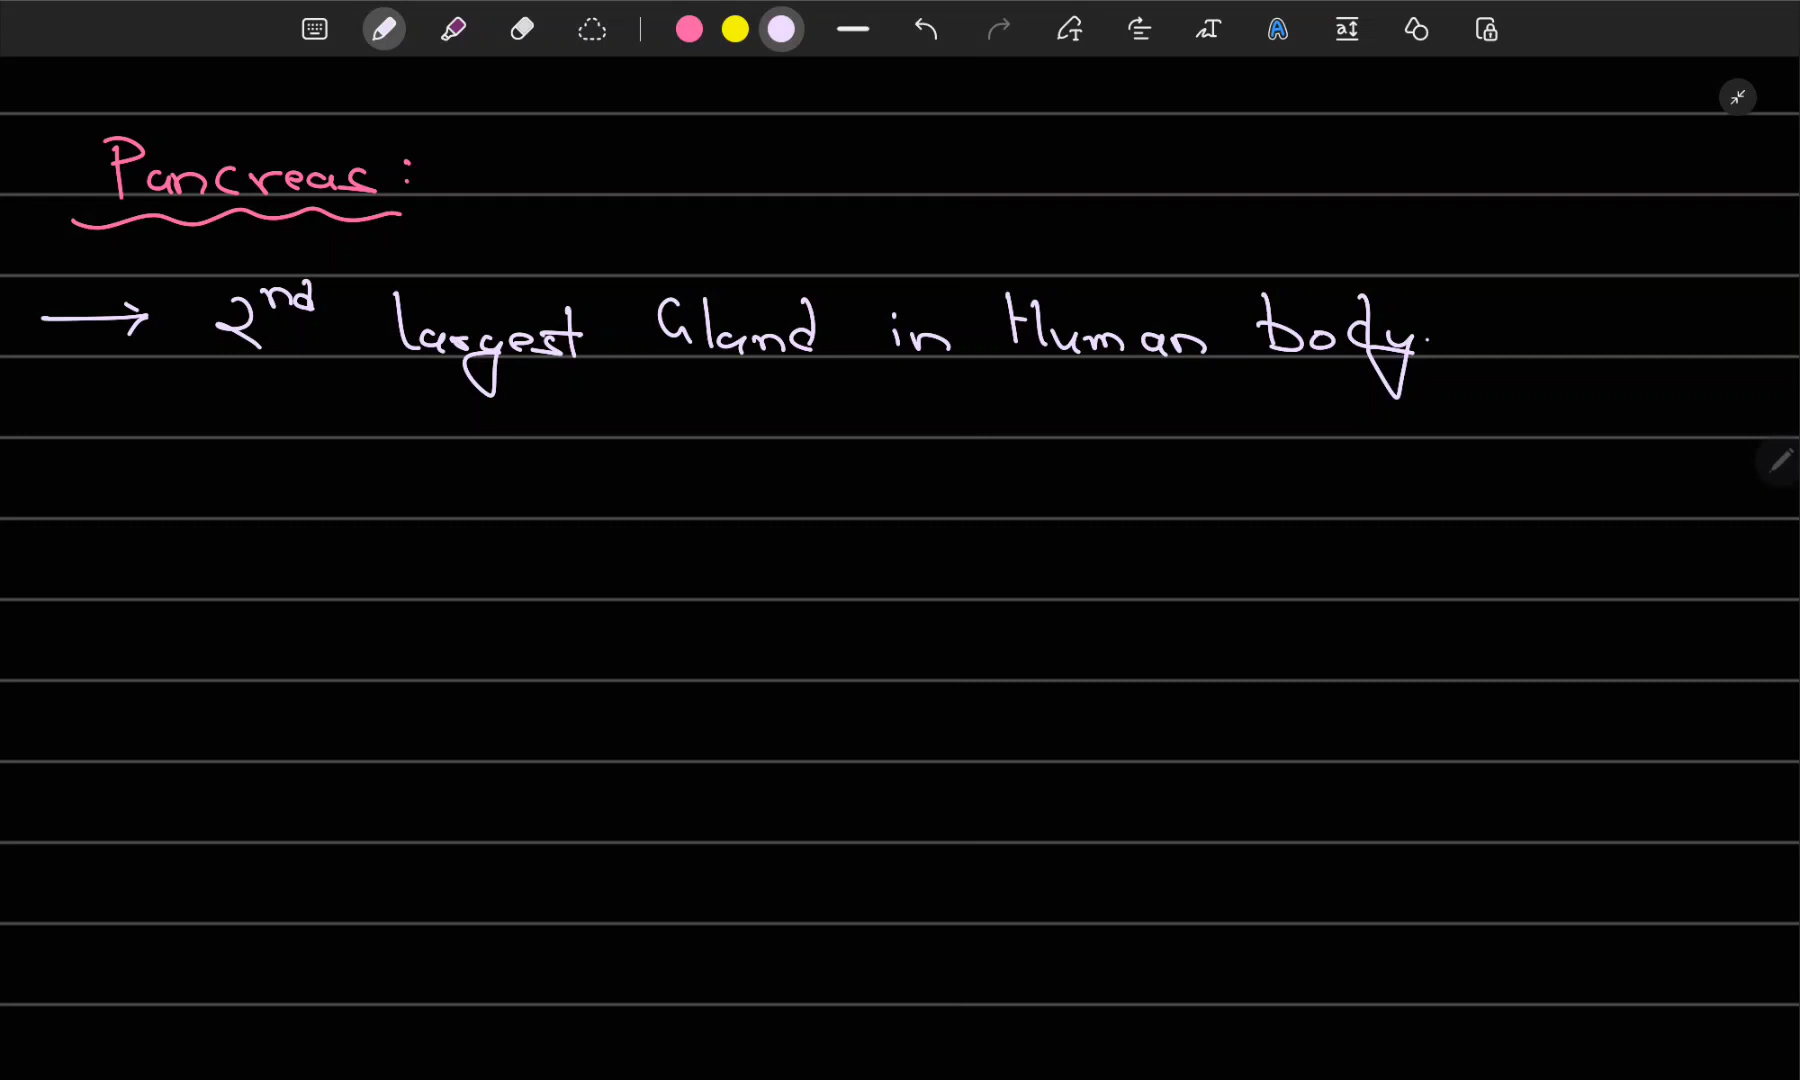 Pancreas:
→ 2nd largest Gland in Human body.